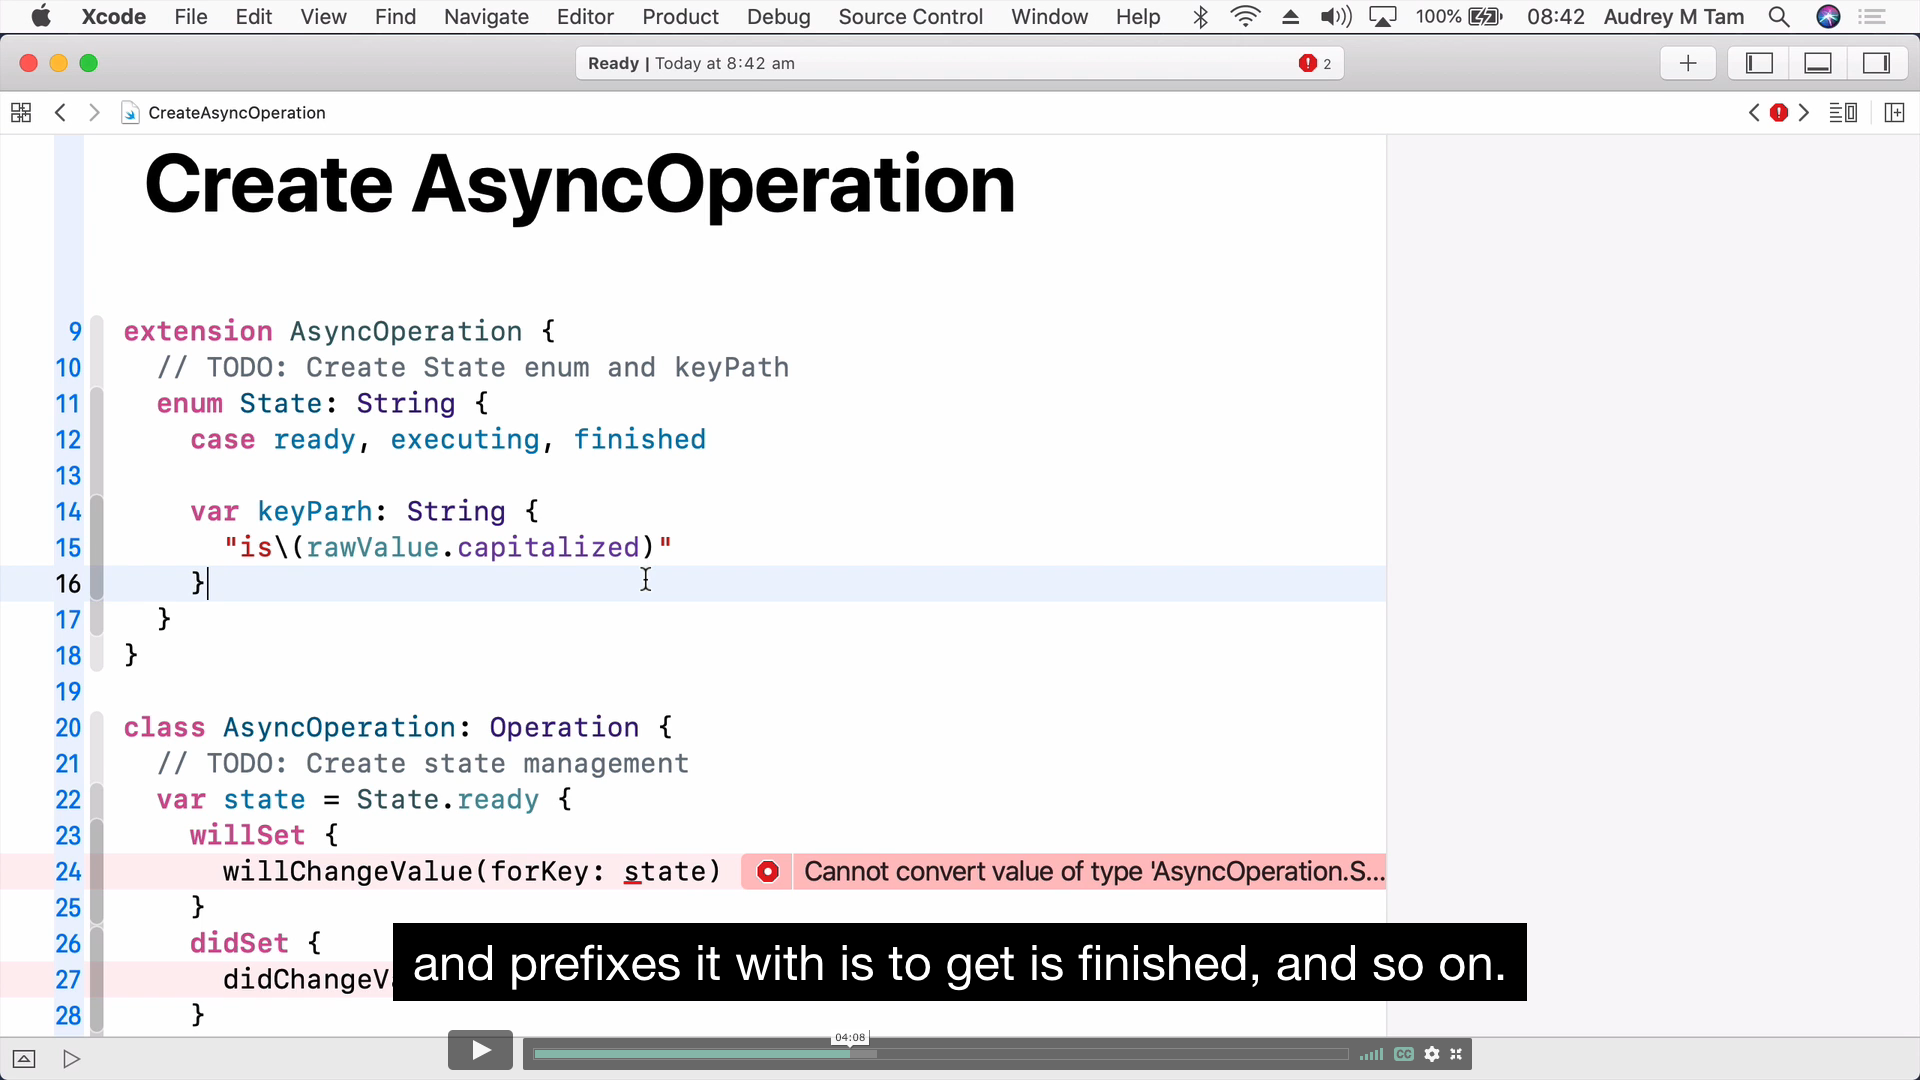 Xcode File Edit View Find Navigate Editor Product Debug Source Control Window Help 100% 08:42 Audrey M Tam
Ready | Today at 8:42 am 2
CreateAsyncOperation
Create AsyncOperation
9 extension AsyncOperation {
10 // TODO: Create State enum and keyPath
11 enum State: String {
12 case ready, executing, finished
13
14 var keyParh: String {
15 "is\(rawValue.capitalized)"
16 }
17 }
18 }
19
20 class AsyncOperation: Operation {
21 // TODO: Create state management
22 var state = State.ready {
23 willSet {
24 willChangeValue(forKey: state) Cannot convert value of type 'AsyncOperation.S...
25 }
26 didSet {
27 didChangeV
28 }
and prefixes it with is to get is finished, and so on.
04:08
CC